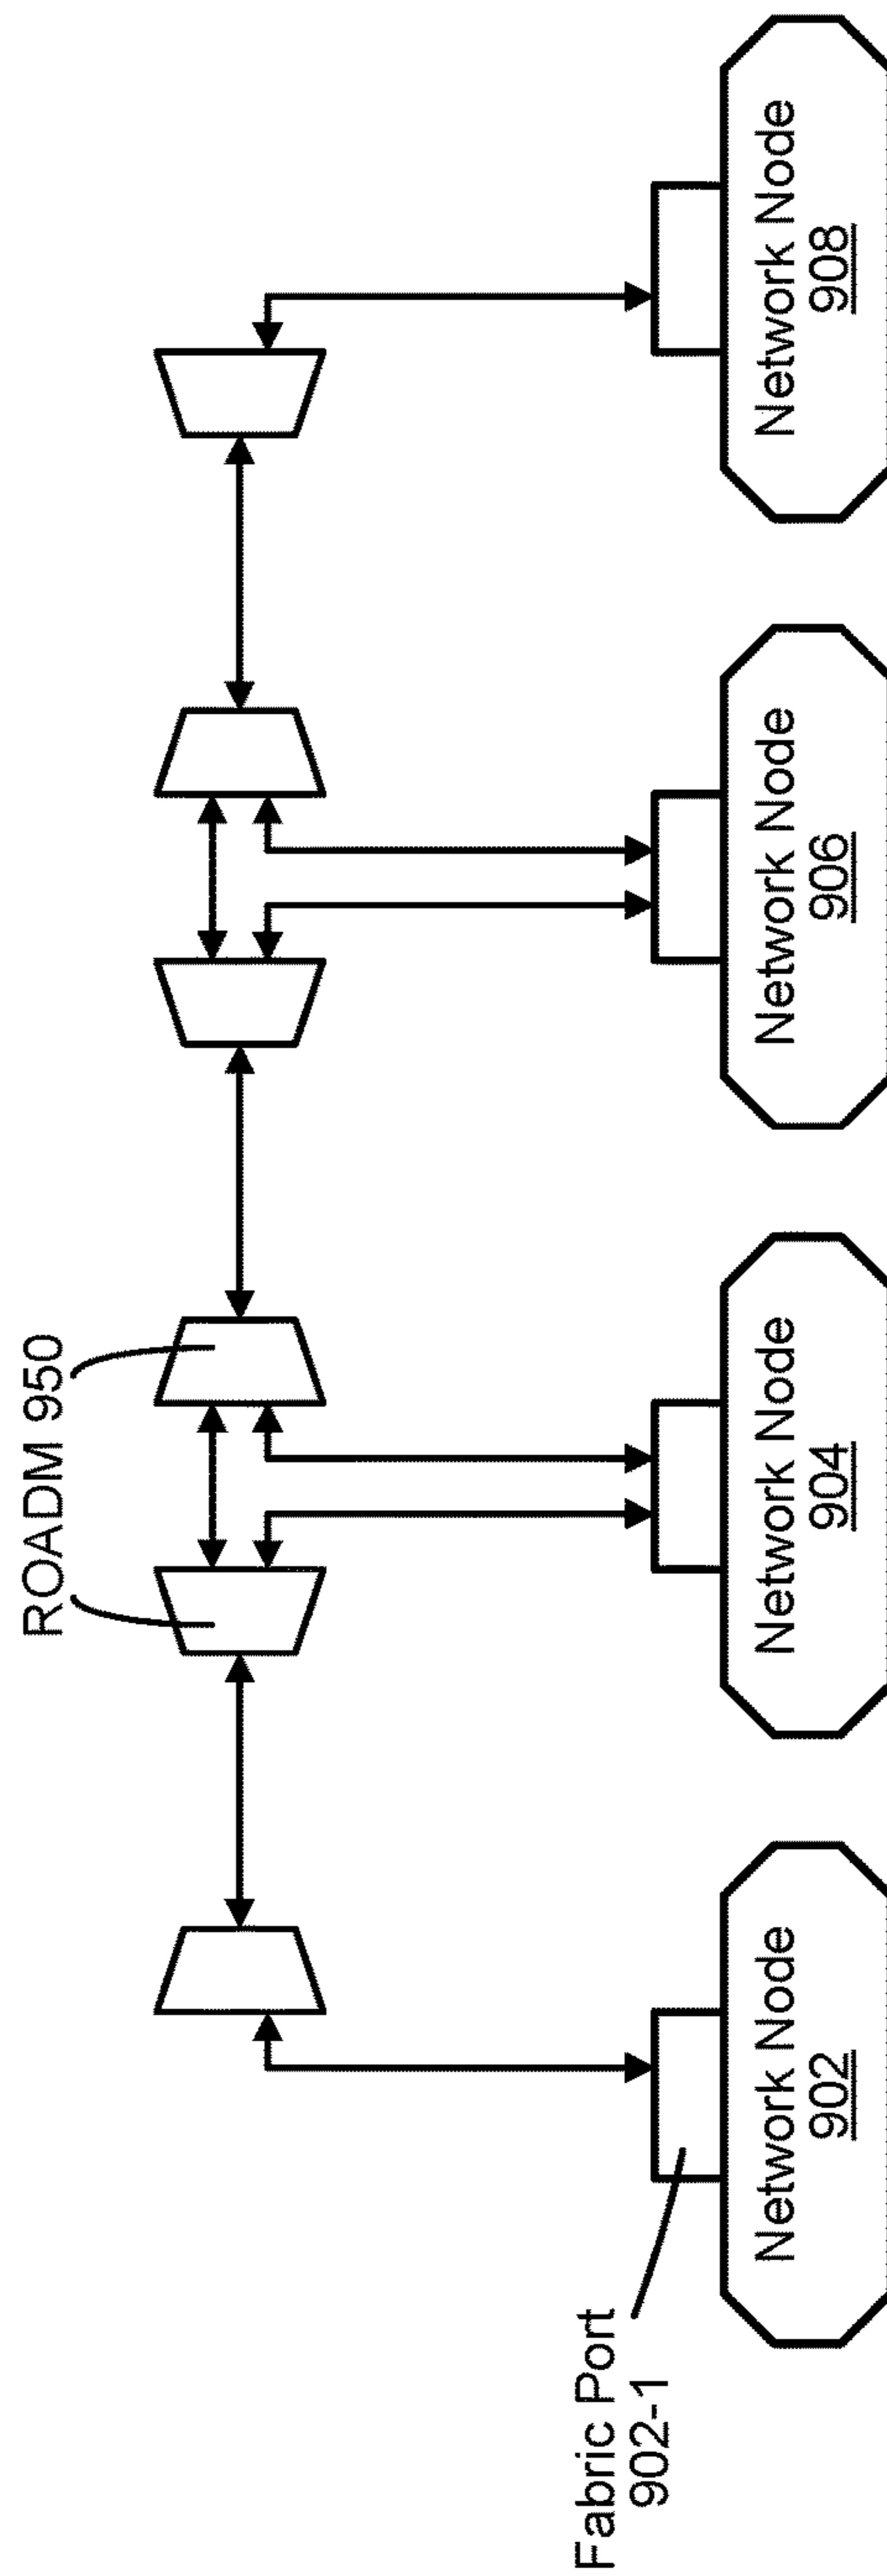 ROADM 950
Fabric Port
902-1
Network Node
902
Network Node
904
Network Node
906
Network Node
908